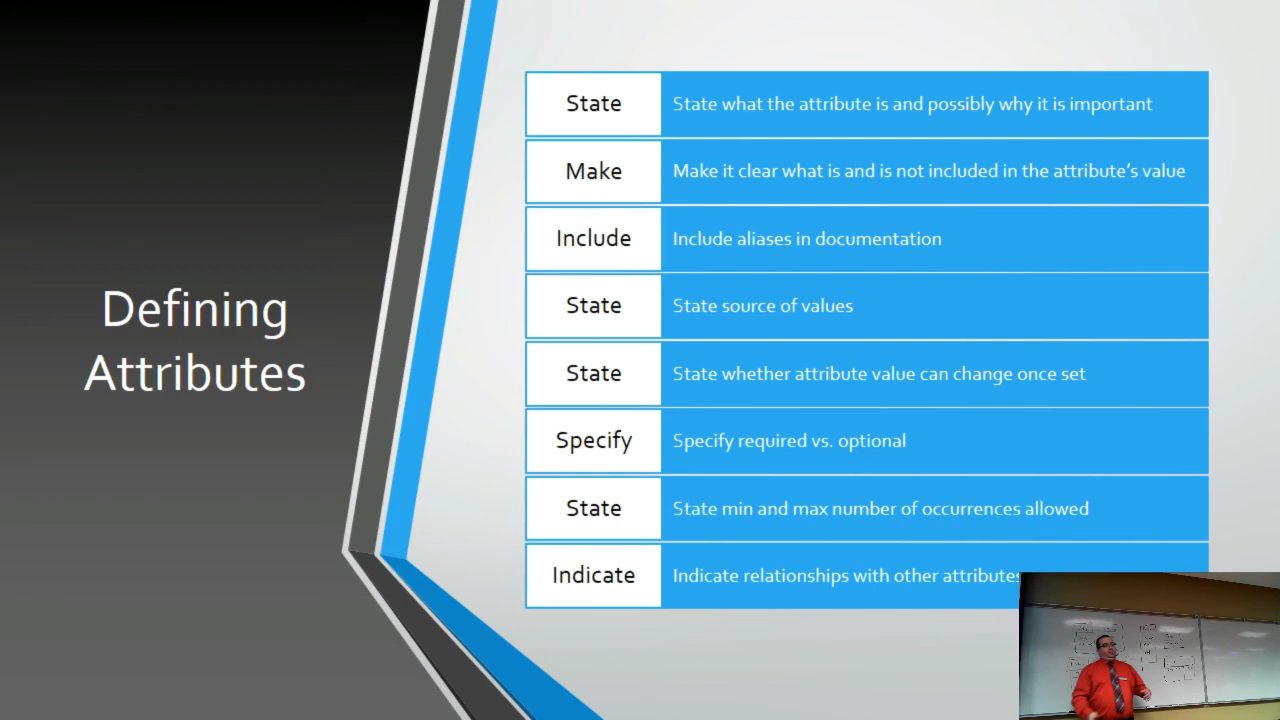 Defining
Attributes
State
State what the attribute is and possibly why it is important
Make
Make it clear what is and is not included in the attribute’s value
Include
Include aliases in documentation
State
State source of values
State
State whether attribute value can change once set
Specify
Specify required vs. optional
State
State min and max number of occurrences allowed
Indicate
Indicate relationships with other attributes